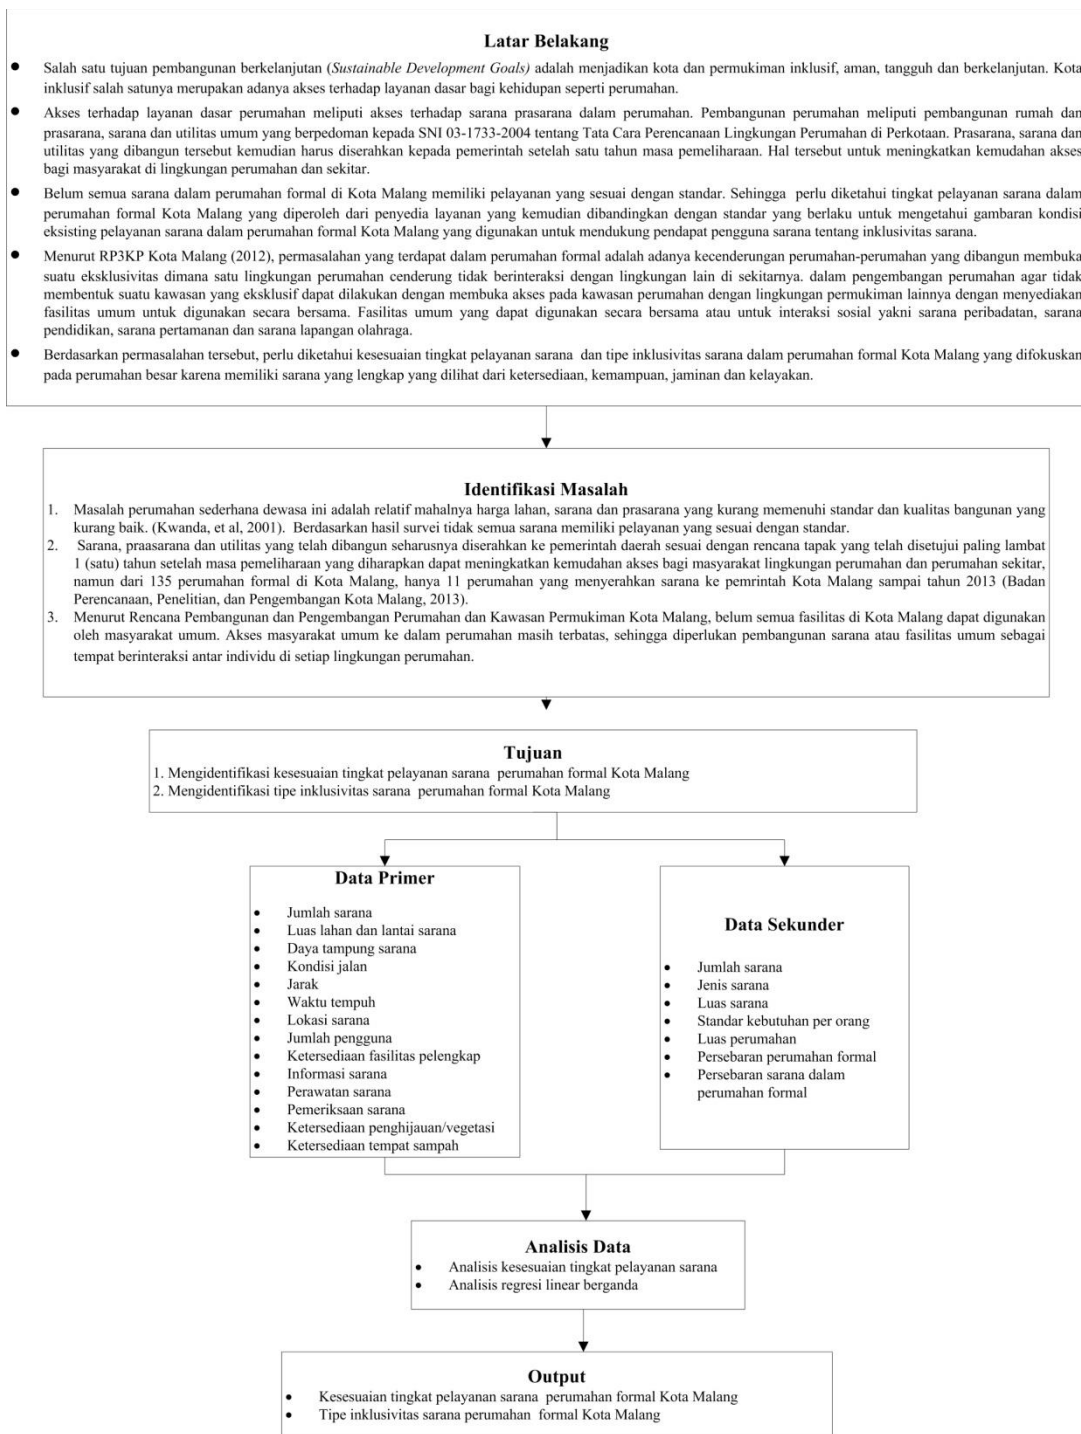 Latar Belakang
● Salah satu tujuan pembangunan berkelanjutan (Sustainable Development Goals) adalah menjadikan kota dan permukiman inklusif, aman, tangguh dan berkelanjutan. Kota
inklusif salah satunya merupakan adanya akses terhadap layanan dasar bagi kehidupan seperti perumahan.
● Akses terhadap layanan dasar perumahan meliputi akses terhadap sarana prasarana dalam perumahan. Pembangunan perumahan meliputi pembangunan rumah dan
prasarana, sarana dan utilitas umum yang berpedoman kepada SNI 03-1733-2004 tentang Tata Cara Perencanaan Lingkungan Perumahan di Perkotaan. Prasarana, sarana dan
utilitas yang dibangun tersebut kemudian harus diserahkan kepada pemerintah setelah satu tahun masa pemeliharaan. Hal tersebut untuk meningkatkan kemudahan akses
bagi masyarakat di lingkungan perumahan dan sekitar.
● Belum semua sarana dalam perumahan formal di Kota Malang memiliki pelayanan yang sesuai dengan standar. Sehingga perlu diketahui tingkat pelayanan sarana dalam
perumahan formal Kota Malang yang diperoleh dari penyedia layanan yang kemudian dibandingkan dengan standar yang berlaku untuk mengetahui gambaran kondisi
eksisting pelayanan sarana dalam perumahan formal Kota Malang yang digunakan untuk mendukung pendapat pengguna sarana tentang inklusivitas sarana.
● Menurut RP3KP Kota Malang (2012), permasalahan yang terdapat dalam perumahan formal adalah adanya kecenderungan perumahan-perumahan yang dibangun membuka
suatu eksklusivitas dimana satu lingkungan perumahan cenderung tidak berinteraksi dengan lingkungan lain di sekitarnya. dalam pengembangan perumahan agar tidak
membentuk suatu kawasan yang eksklusif dapat dilakukan dengan membuka akses pada kawasan perumahan dengan lingkungan permukiman lainnya dengan menyediakan
fasilitas umum untuk digunakan secara bersama. Fasilitas umum yang dapat digunakan secara bersama atau untuk interaksi sosial yakni sarana peribadatan, sarana
pendidikan, sarana pertamanan dan sarana lapangan olahraga.
● Berdasarkan permasalahan tersebut, perlu diketahui kesesuaian tingkat pelayanan sarana dan tipe inklusivitas sarana dalam perumahan formal Kota Malang yang difokuskan
pada perumahan besar karena memiliki sarana yang lengkap yang dilihat dari ketersediaan, kemampuan, jaminan dan kelayakan.
Identifikasi Masalah
1. Masalah perumahan sederhana dewasa ini adalah relatif mahalnya harga lahan, sarana dan prasarana yang kurang memenuhi standar dan kualitas bangunan yang
kurang baik. (Kwanda, et al, 2001). Berdasarkan hasil survei tidak semua sarana memiliki pelayanan yang sesuai dengan standar.
2. Sarana, praasarana dan utilitas yang telah dibangun seharusnya diserahkan ke pemerintah daerah sesuai dengan rencana tapak yang telah disetujui paling lambat
1 (satu) tahun setelah masa pemeliharaan yang diharapkan dapat meningkatkan kemudahan akses bagi masyarakat lingkungan perumahan dan perumahan sekitar,
namun dari 135 perumahan formal di Kota Malang, hanya 11 perumahan yang menyerahkan sarana ke pemrintah Kota Malang sampai tahun 2013 (Badan
Perencanaan, Penelitian, dan Pengembangan Kota Malang, 2013).
3. Menurut Rencana Pembangunan dan Pengembangan Perumahan dan Kawasan Permukiman Kota Malang, belum semua fasilitas di Kota Malang dapat digunakan
oleh masyarakat umum. Akses masyarakat umum ke dalam perumahan masih terbatas, sehingga diperlukan pembangunan sarana atau fasilitas umum sebagai
tempat berinteraksi antar individu di setiap lingkungan perumahan.
Tujuan
1. Mengidentifikasi kesesuaian tingkat pelayanan sarana perumahan formal Kota Malang
2. Mengidentifikasi tipe inklusivitas sarana perumahan formal Kota Malang
Data Primer
● Jumlah sarana
● Luas lahan dan lantai sarana
● Daya tampung sarana
● Kondisi jalan
● Jarak
● Waktu tempuh
● Lokasi sarana
● Jumlah pengguna
● Ketersediaan fasilitas pelengkap
● Informasi sarana
● Perawatan sarana
● Pemeriksaan sarana
● Ketersediaan penghijauan/vegetasi
● Ketersediaan tempat sampah
Data Sekunder
● Jumlah sarana
● Jenis sarana
● Luas sarana
● Standar kebutuhan per orang
● Luas perumahan
● Persebaran perumahan formal
● Persebaran sarana dalam
perumahan formal
Analisis Data
● Analisis kesesuaian tingkat pelayanan sarana
● Analisis regresi linear berganda
Output
● Kesesuaian tingkat pelayanan sarana perumahan formal Kota Malang
● Tipe inklusivitas sarana perumahan formal Kota Malang